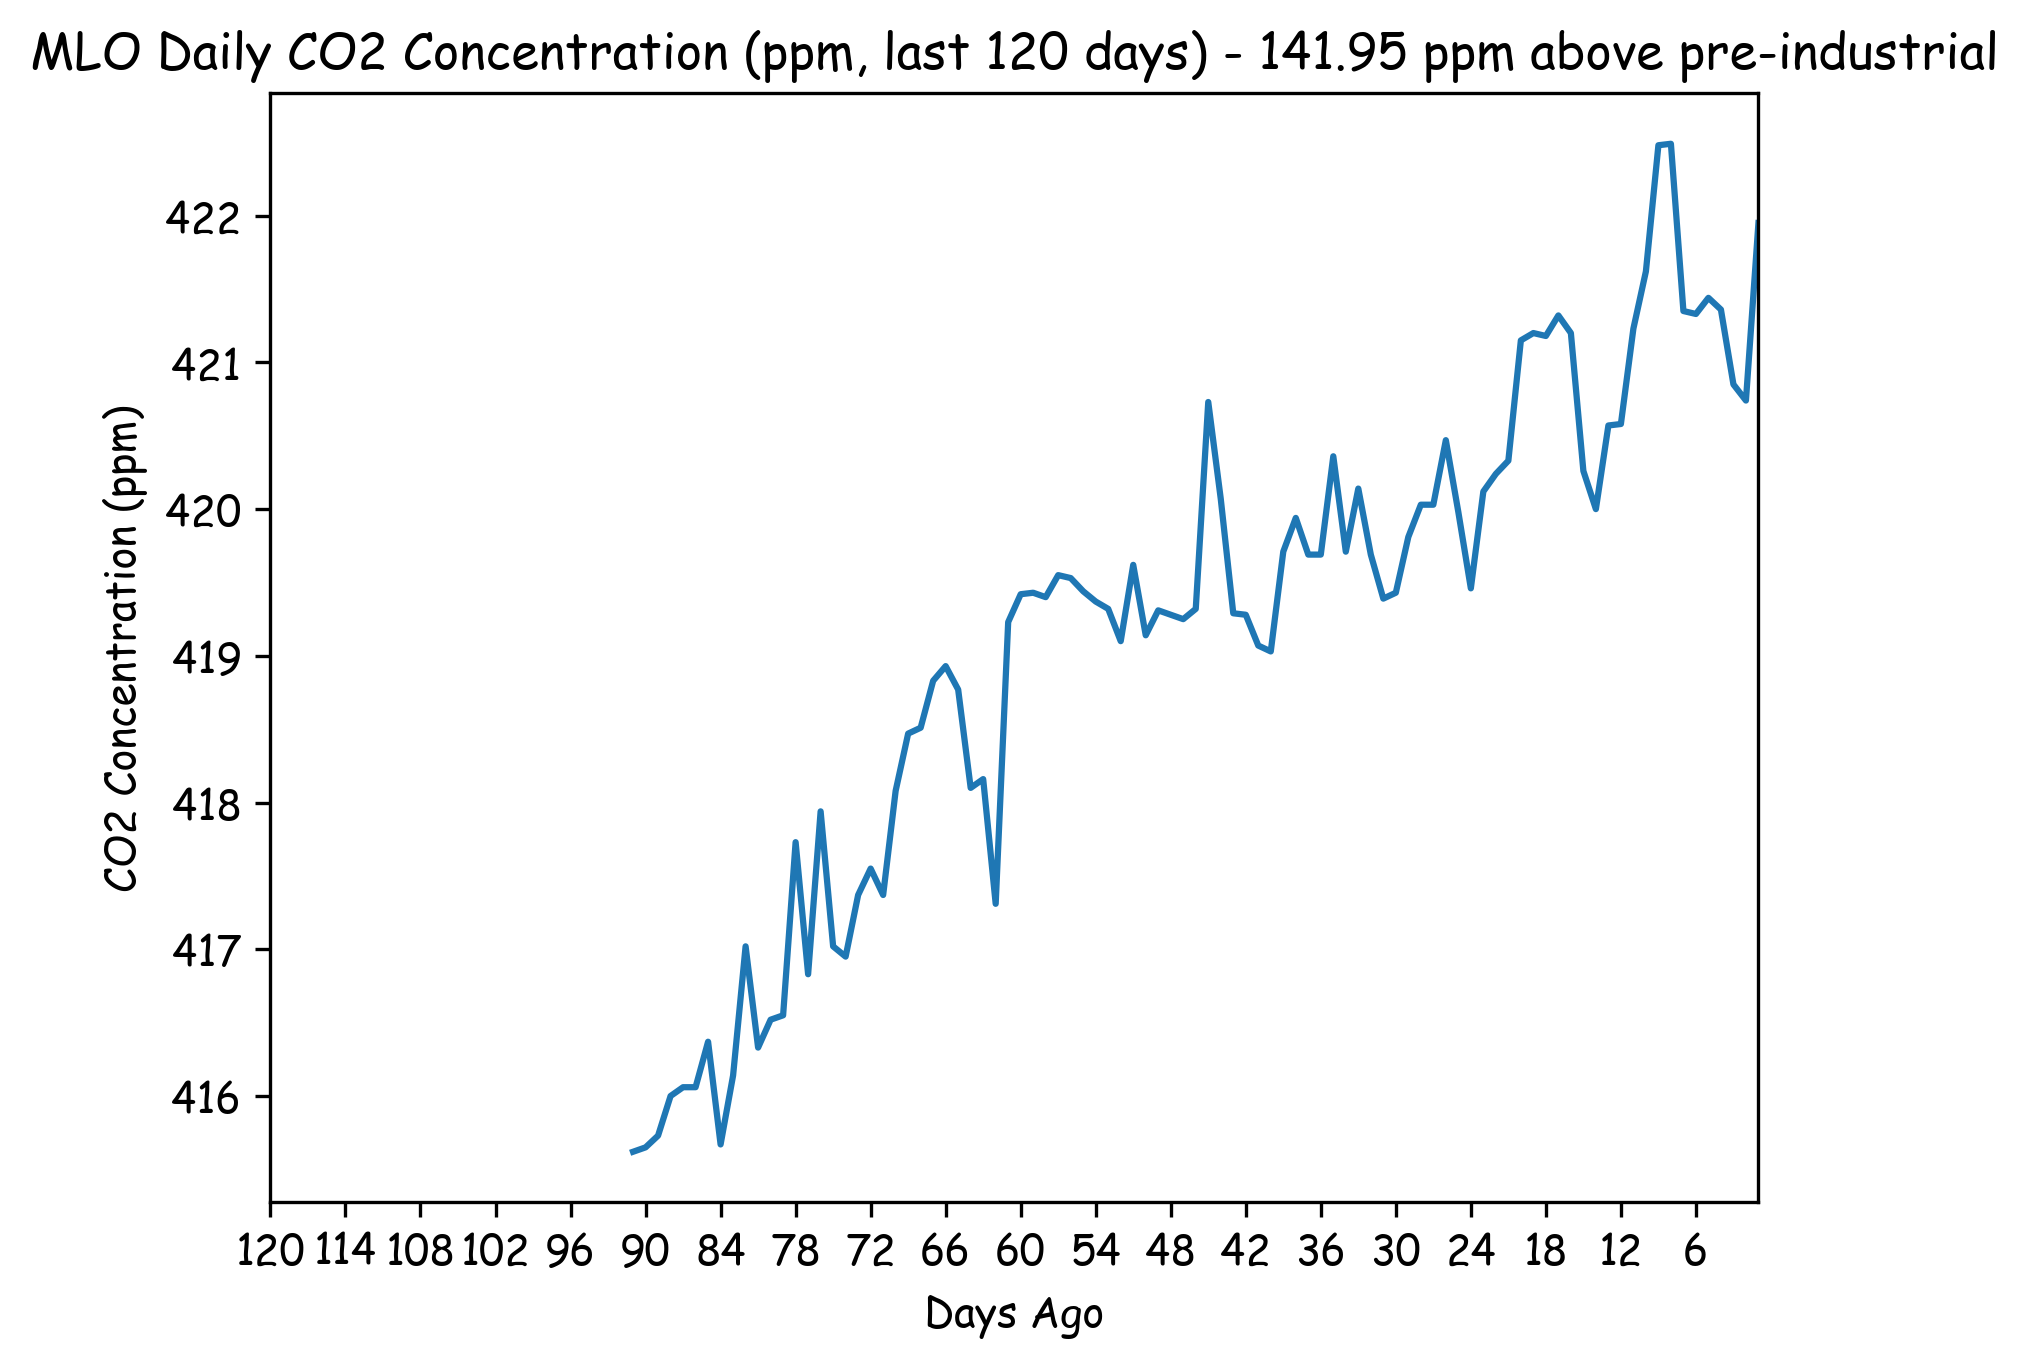 MLO Daily CO2 Concentration (ppm, last 120 days) - 141.95 ppm above pre-industrial
422
421
420
419
418
417
416
CO2 Concentration (ppm)
120 114 108 102 96 90 84 78 72 66 60 54 48 42 36 30 24 18 12 6
Days Ago